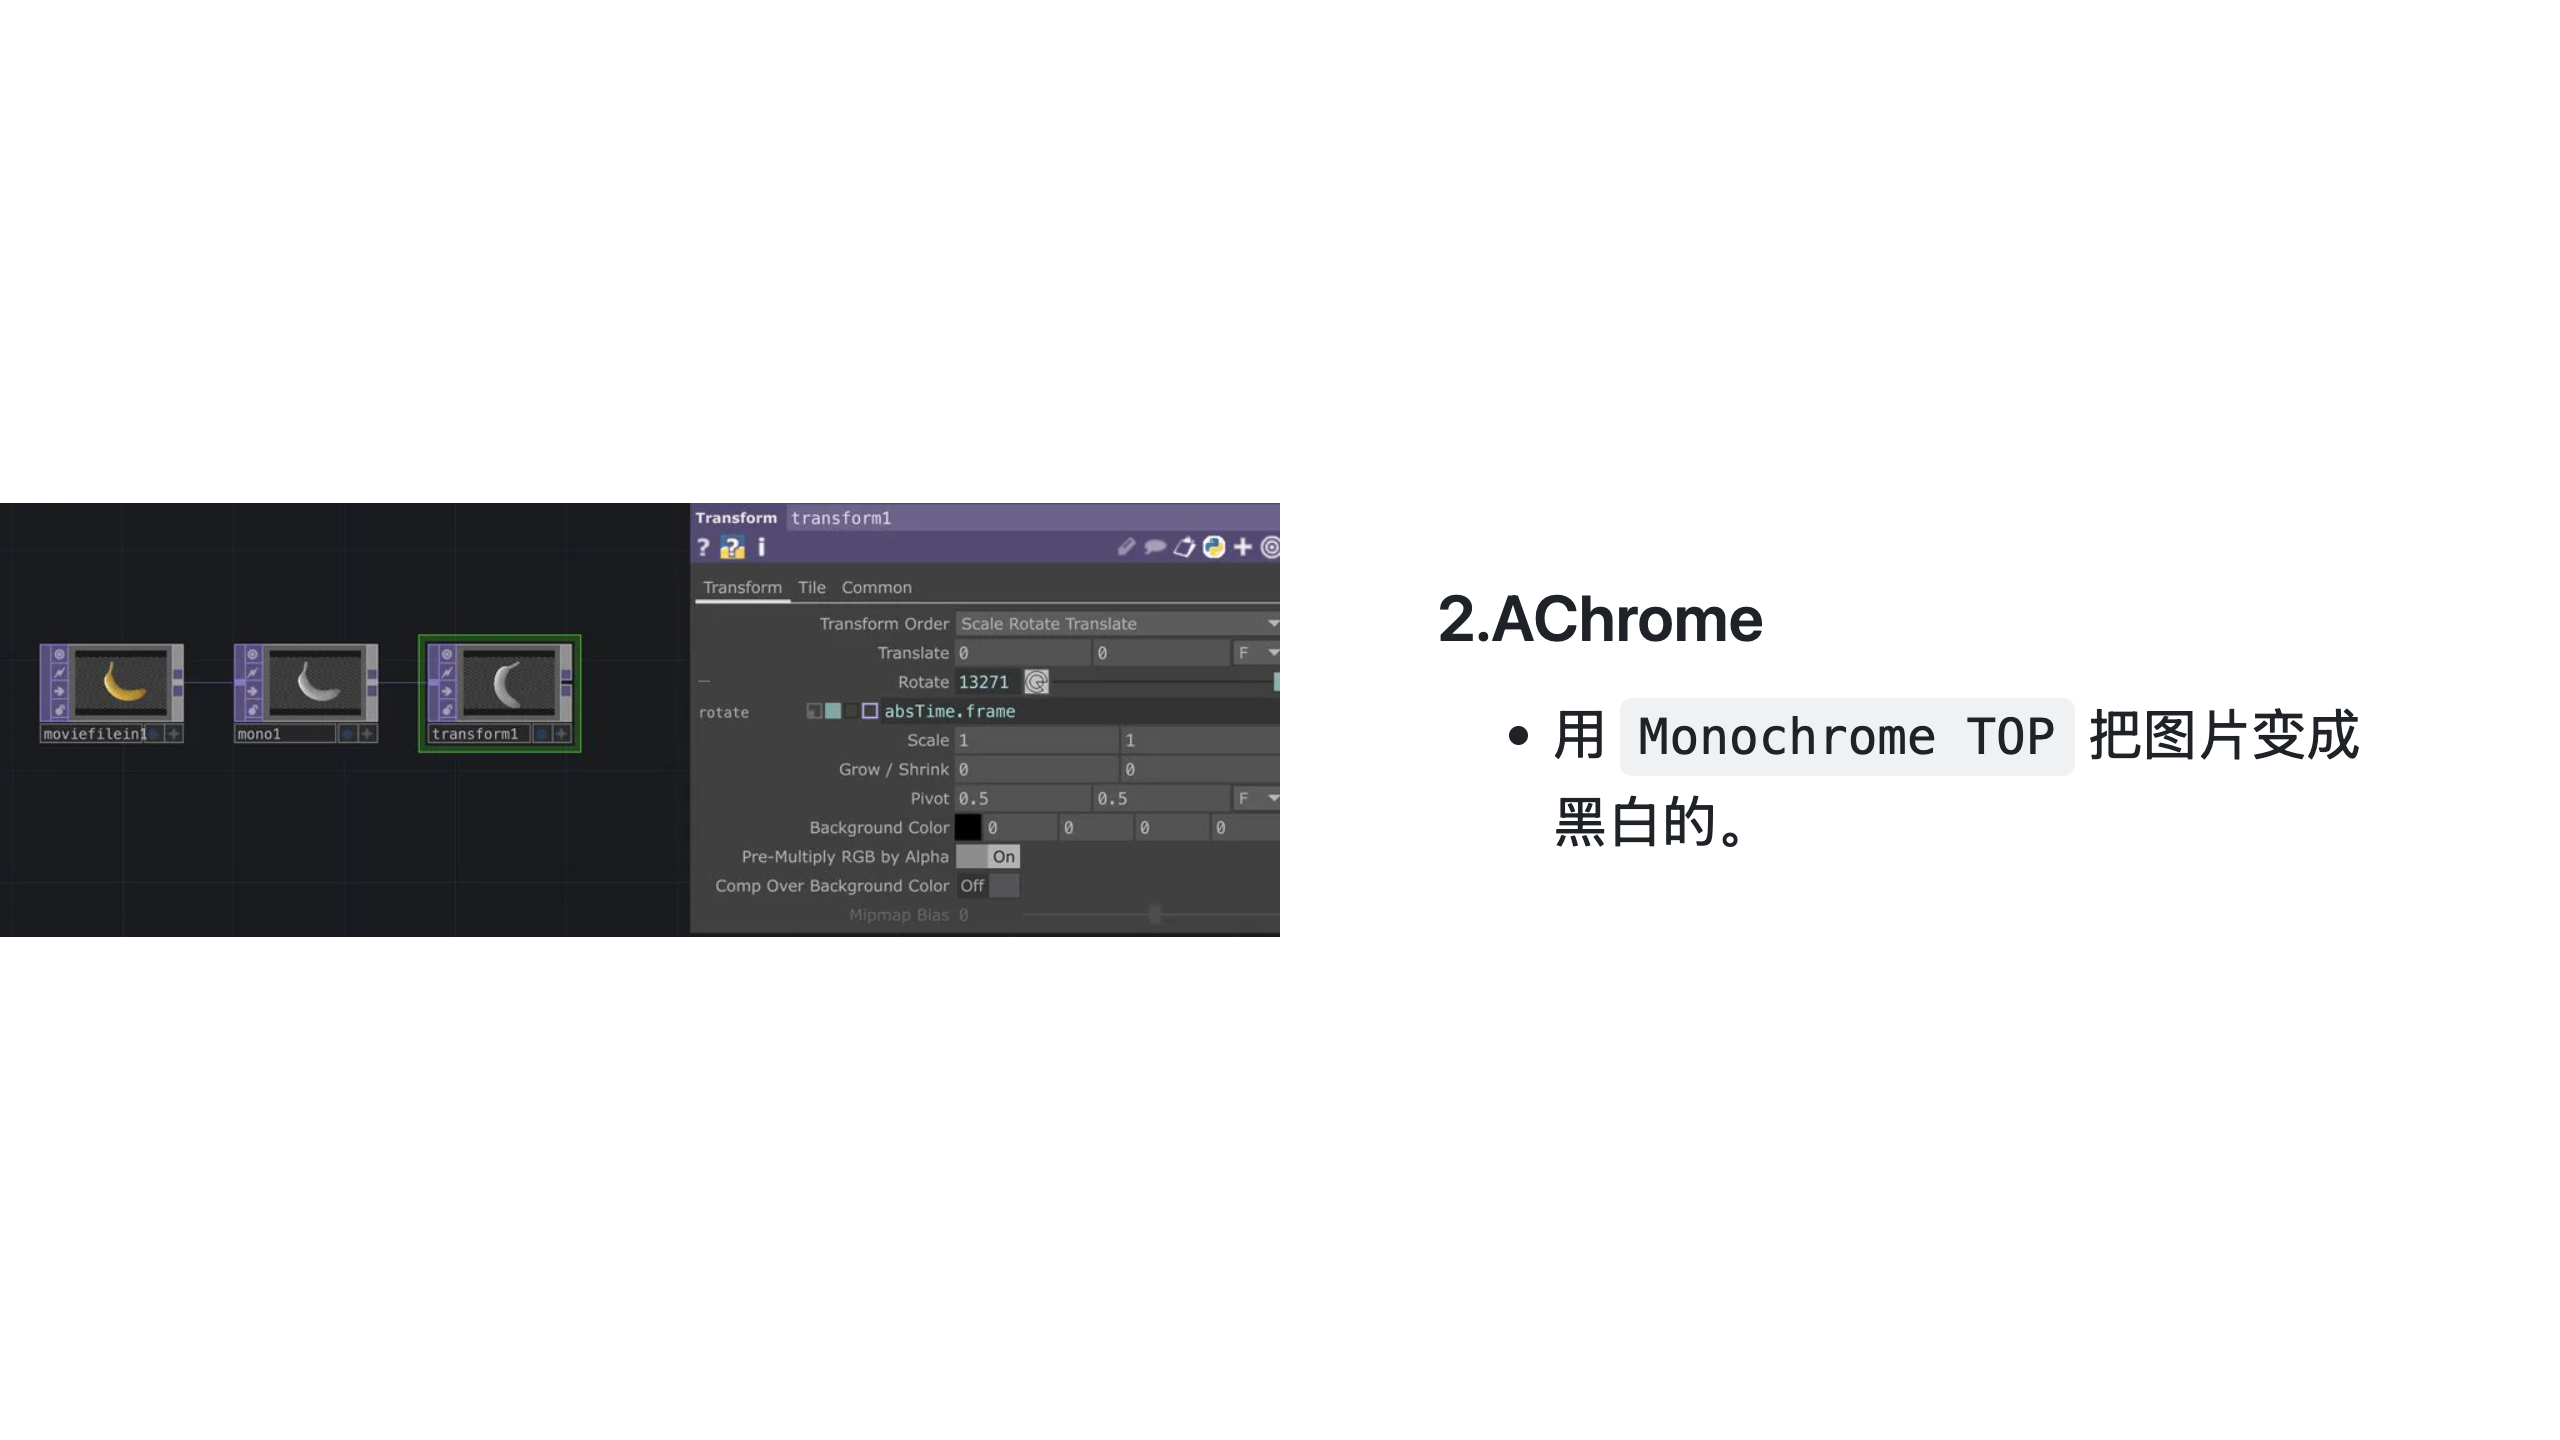 Transform transform1
? ? i
Transform Tile Common
Transform Order Scale Rotate Translate
Translate 0 0 F
Rotate 13271
rotate absTime.frame
Scale 1 1
Grow / Shrink 0 0
Pivot 0.5 0.5 F
Background Color 0 0 0 0
Pre-Multiply RGB by Alpha On
Comp Over Background Color Off
Mipmap Bias 0
moviefilein1 mono1 transform1
2.AChrome
• 用 Monochrome TOP 把图片变成
黑白的。